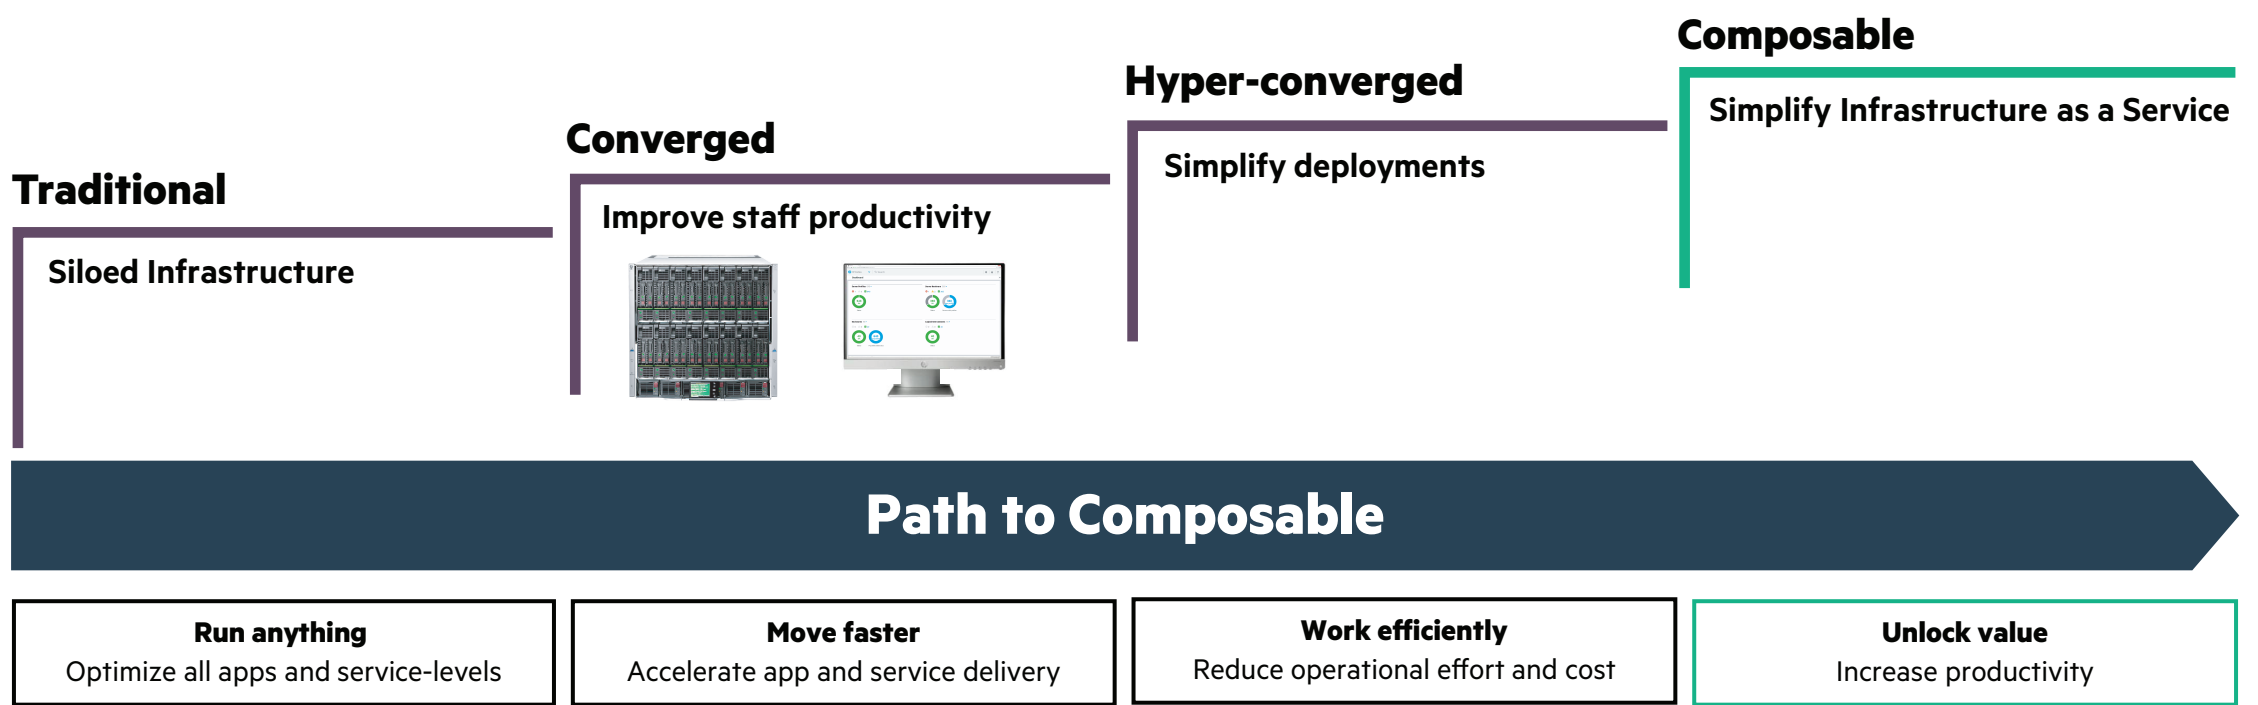 Composable
Simplify Infrastructure as a Service
Hyper-converged
Simplify deployments
Converged
Improve staff productivity
Traditional
Siloed Infrastructure
Path to Composable
Run anything
Optimize all apps and service-levels
Move faster
Accelerate app and service delivery
Work efficiently
Reduce operational effort and cost
Unlock value
Increase productivity